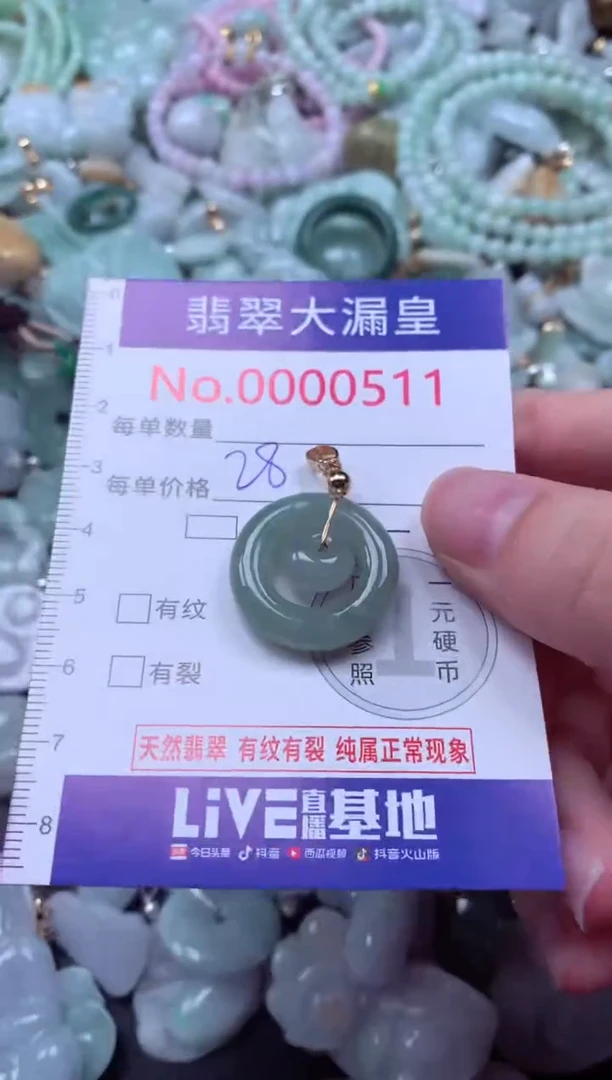 0
1
翡翠大漏皇
No.0000511
2
每单数量
3
28
每单价格
4
一
5
有纹
一元硬币
参照
1
6
有裂
7
天然翡翠 有纹有裂 纯属正常现象
8
LiVE直播基地
今日头条 抖音 西瓜视频 抖音火山版